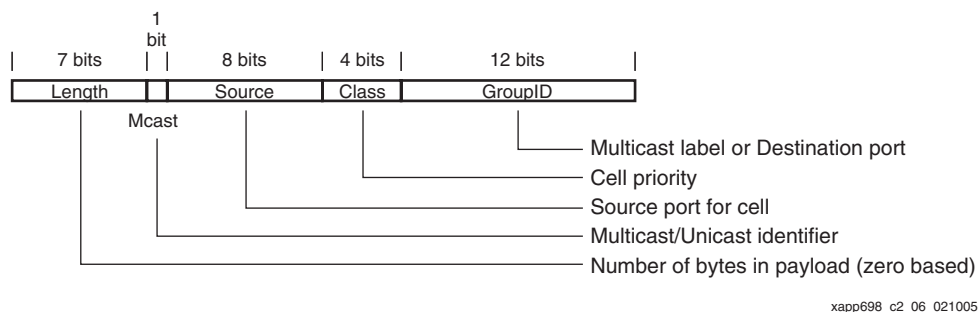 1
bit
7 bits
8 bits
4 bits
12 bits
Length
Source
Class
GroupID
Mcast
Multicast label or Destination port
Cell priority
Source port for cell
Multicast/Unicast identifier
Number of bytes in payload (zero based)
xapp698_c2_06_021005